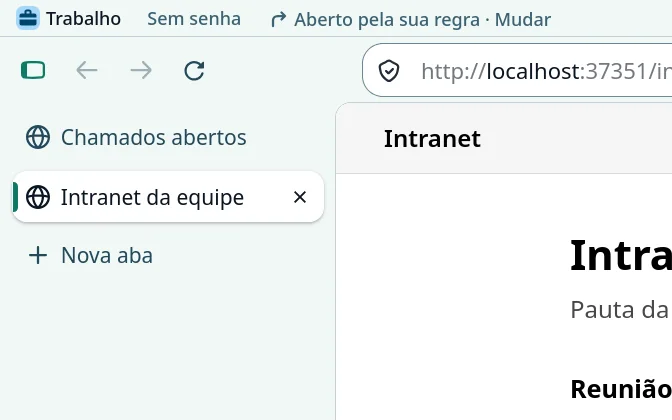 Trabalho Sem senha Aberto pela sua regra · Mudar
http://localhost:37351/in
Chamados abertos
Intranet
Intranet da equipe
Nova aba
Intra
Pauta da
Reunião